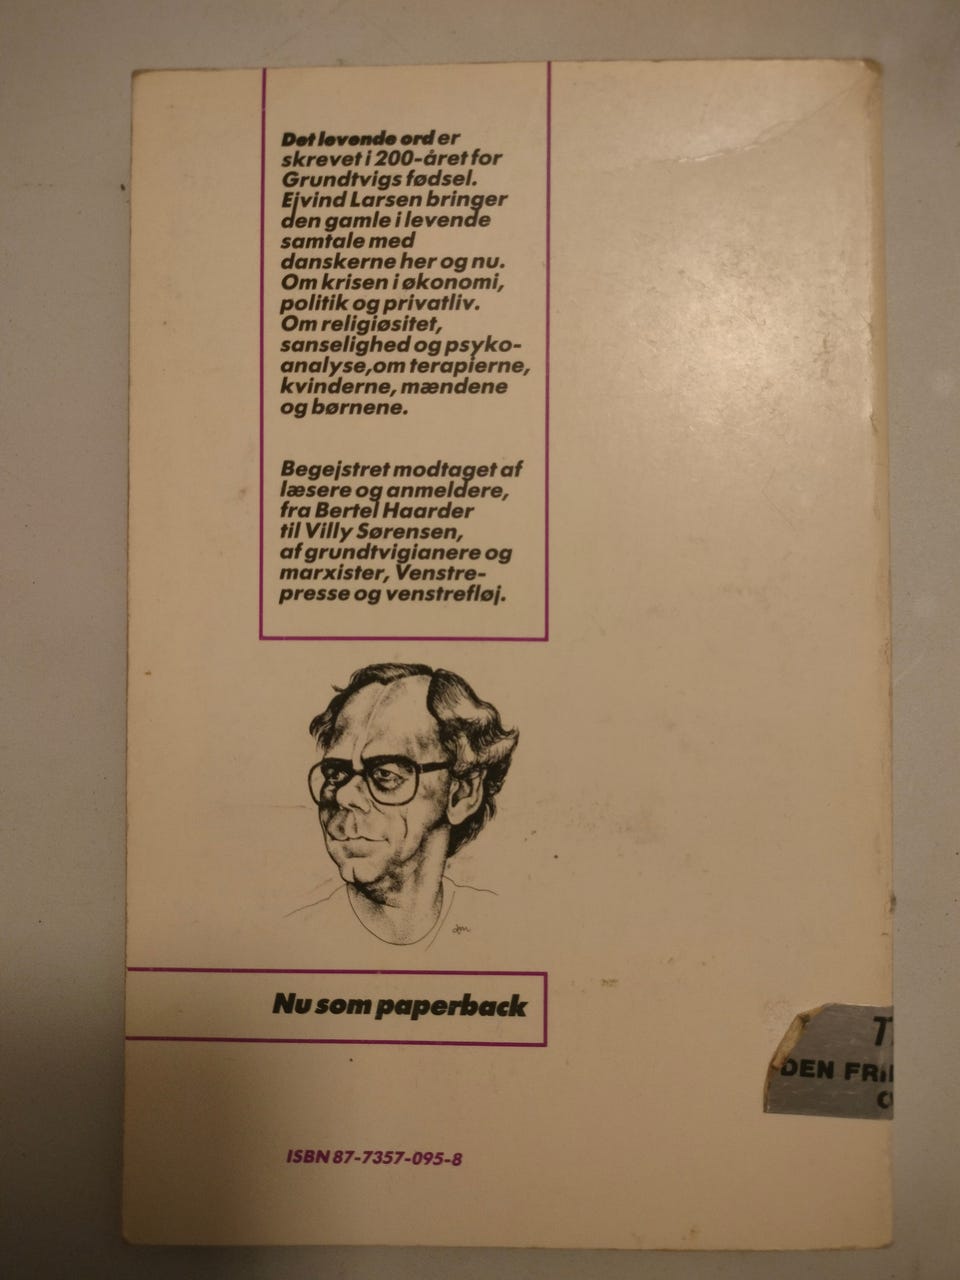 Det levende ord er
skrevet i 200-året for
Grundtvigs fødsel.
Ejvind Larsen bringer
den gamle i levende
samtale med
danskerne her og nu.
Om krisen i økonomi,
politik og privatliv.
Om religiøsitet,
sanselighed og psyko-
analyse,om terapierne,
kvinderne, mændene
og børnene.
Begejstret modtaget af
læsere og anmeldere,
fra Bertel Haarder
til Villy Sørensen,
af grundtvigianere og
marxister, Venstre-
presse og venstrefløj.
Nu som paperback
DEN
ISBN 87-7357-095-8